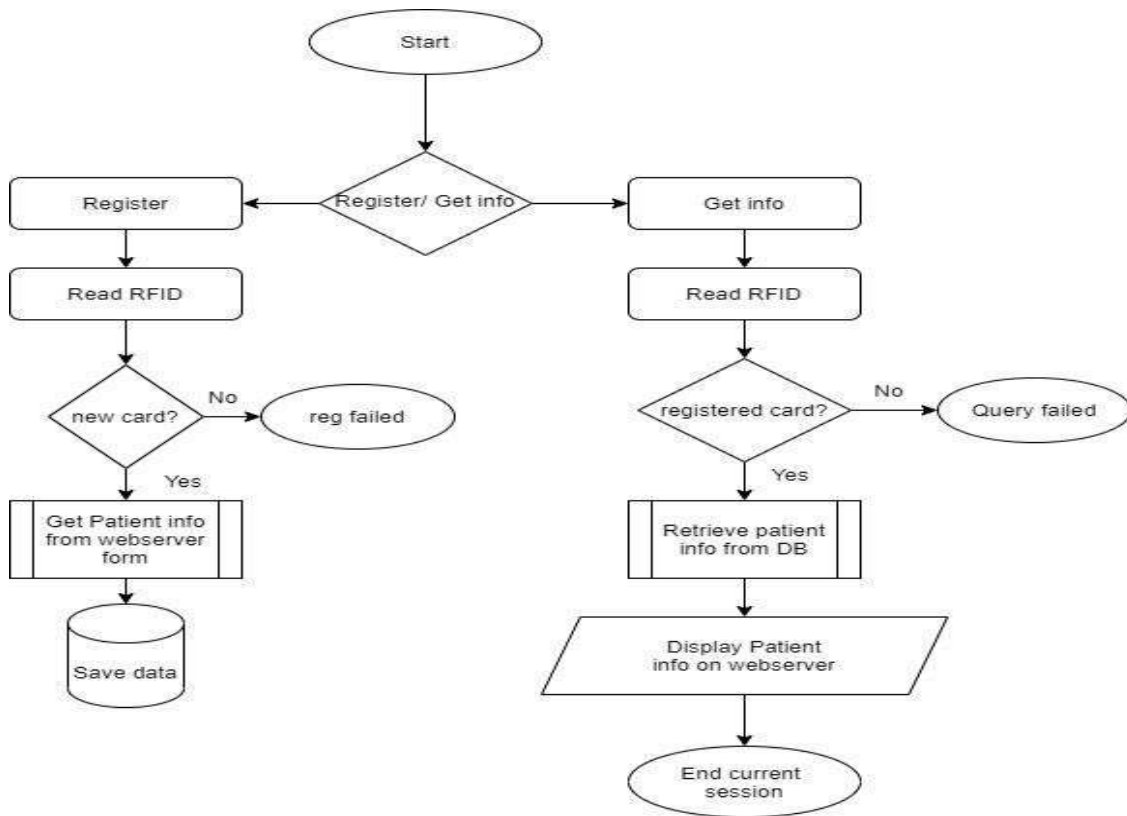 Start
Register/ Get info
Register
Get info
Read RFID
Read RFID
new card?
No
reg failed
registered card?
No
Query failed
Yes
Yes
Get Patient info
from webserver
form
Retrieve patient
info from DB
Save data
Display Patient
info on webserver
End current
session